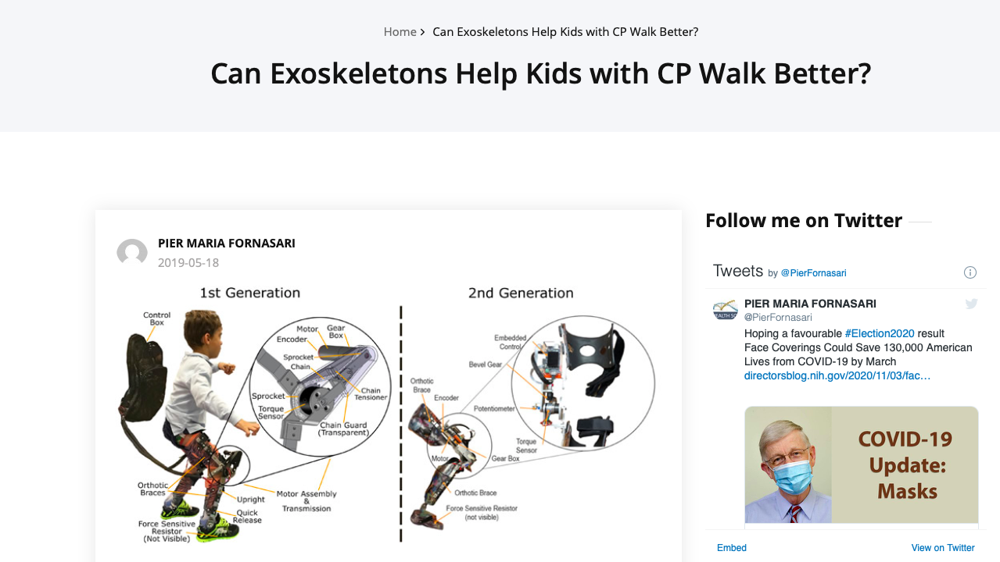 Home > Can Exoskeletons Help Kids with CP Walk Better?
Can Exoskeletons Help Kids with CP Walk Better?
PIER MARIA FORNASARI
2019-05-18
1st Generation
Control
Box
Motor
Gear
Box
Encoder
Sprocket
Chain
Chain
Tensioner
Sprocket
Torque
Sensor
Chain Guard
(Transparent)
Orthotic
Braces
Upright
Motor Assembly
&
Transmission
Quick
Release
Force Sensitive
Resistor
(Not Visible)
2nd Generation
Embedded
Control
Bevel Gear
Orthotic
Brace
Encoder
Potentiometer
Torque
Sensor
Motor
Gear Box
Orthotic Brace
Force Sensitive Resistor
(not visible)
Follow me on Twitter
Tweets by @PierFornasari
PIER MARIA FORNASARI
@PierFornasari
Hoping a favourable #Election2020 result
Face Coverings Could Save 130,000 American
Lives from COVID-19 by March
directorsblog.nih.gov/2020/11/03/fac…
COVID-19
Update:
Masks
Embed
View on Twitter